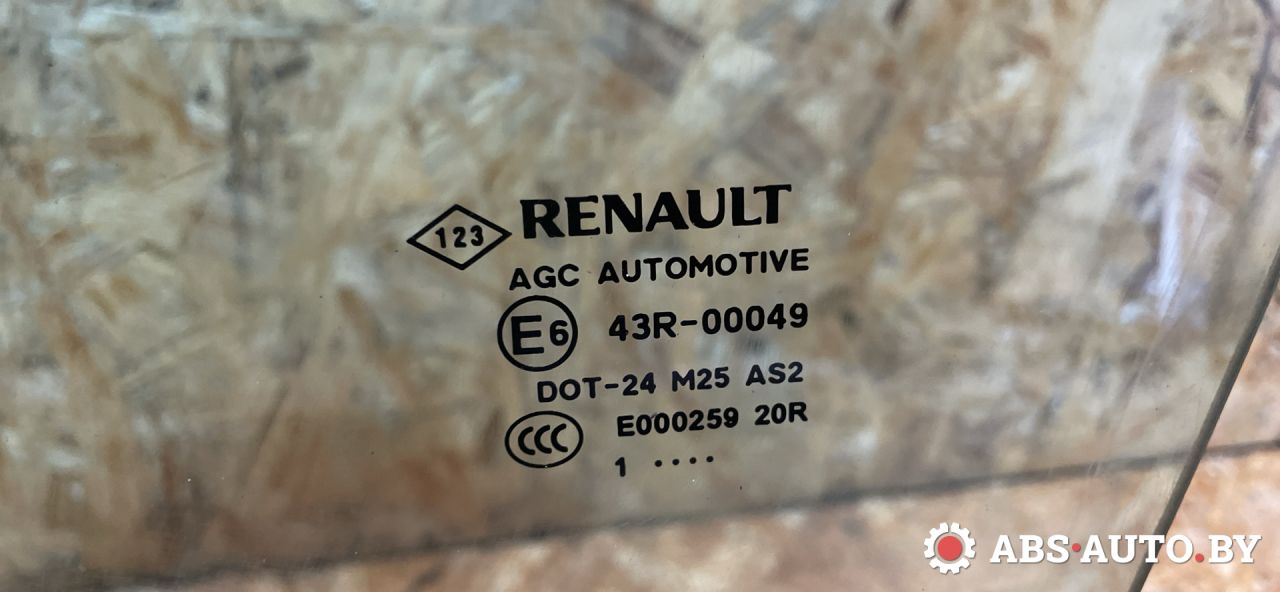 123 RENAULT
AGC AUTOMOTIVE
E6 43R-00049
DOT-24 M25 AS2
CCC E000259 20R
1 ••••
ABS•AUTO.BY